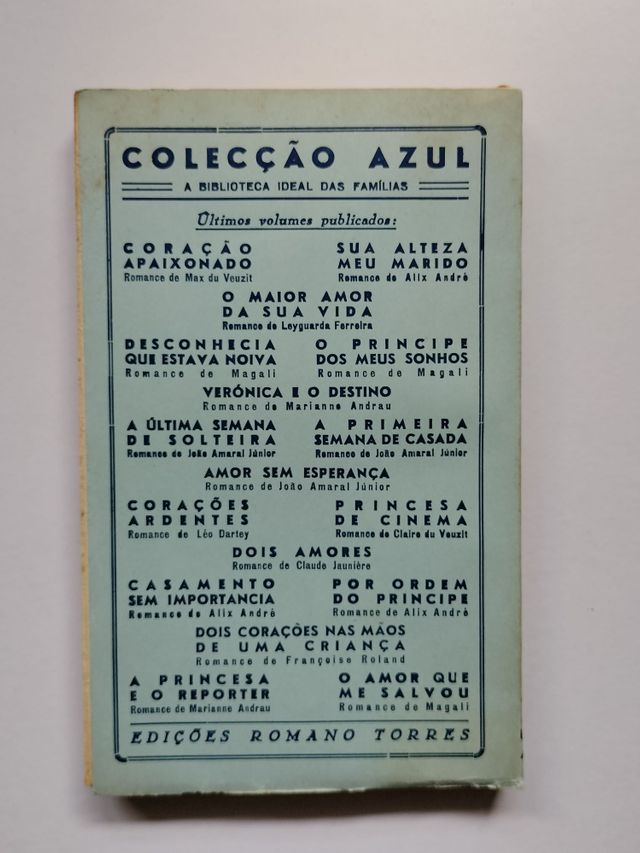 COLECÇÃO AZUL
A BIBLIOTECA IDEAL DAS FAMÍLIAS
Últimos volumes publicados:
CORAÇÃO
APAIXONADO
Romance de Max du Veuzit
SUA ALTEZA
MEU MARIDO
Romance de Alix André
O MAIOR AMOR
DA SUA VIDA
Romance de Leyguarda Ferreira
DESCONHECIA
QUE ESTAVA NOIVA
Romance de Magali
O PRINCIPE
DOS MEUS SONHOS
Romance de Magali
VERÓNICA E O DESTINO
Romance de Marianne Andrau
A ÚLTIMA SEMANA
DE SOLTEIRA
Romance de João Amaral Júnior
A PRIMEIRA
SEMANA DE CASADA
Romance de João Amaral Júnior
AMOR SEM ESPERANÇA
Romance de João Amaral Júnior
CORAÇÕES
ARDENTES
Romance de Léo Dartey
PRINCESA
DE CINEMA
Romance de Claire du Veuzit
DOIS AMORES
Romance de Claude Jaunière
CASAMENTO
SEM IMPORTANCIA
Romance de Alix André
POR ORDEM
DO PRINCIPE
Romance de Alix André
DOIS CORAÇÕES NAS MÃOS
DE UMA CRIANÇA
Romance de Françoise Roland
A PRINCESA
E O REPORTER
Romance de Marianne Andrau
O AMOR QUE
ME SALVOU
Romance de Magali
EDIÇÕES ROMANO TORRES